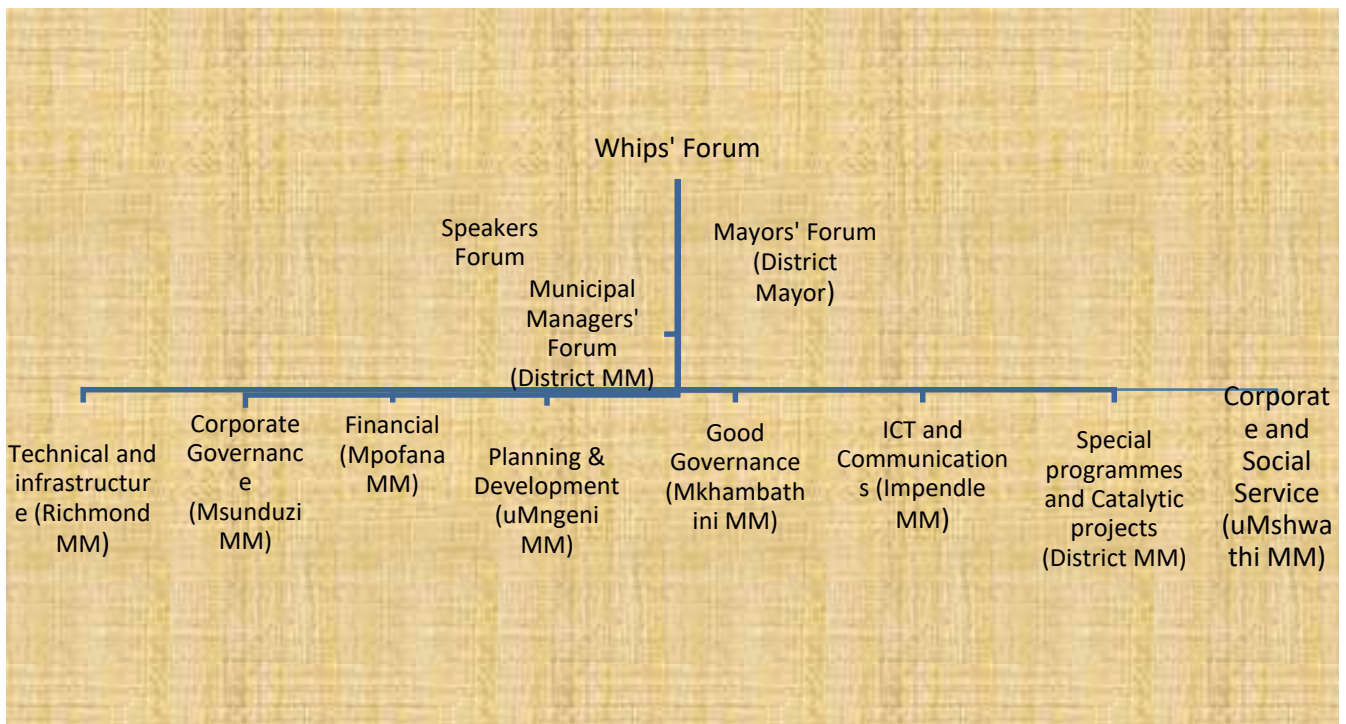 Whips' Forum
Speakers
Forum
Mayors' Forum
(District
Mayor)
Municipal
Managers'
Forum
(District MM)
Technical and
infrastructur
e (Richmond
MM)
Corporate
Governanc
e
(Msunduzi
MM)
Financial
(Mpofana
MM)
Planning &
Development
(uMngeni
MM)
Good
Governance
(Mkhambath
ini MM)
ICT and
Communication
s (Impendle
MM)
Special
programmes
and Catalytic
projects
(District MM)
Corporat
e and
Social
Service
(uMshwa
thi MM)